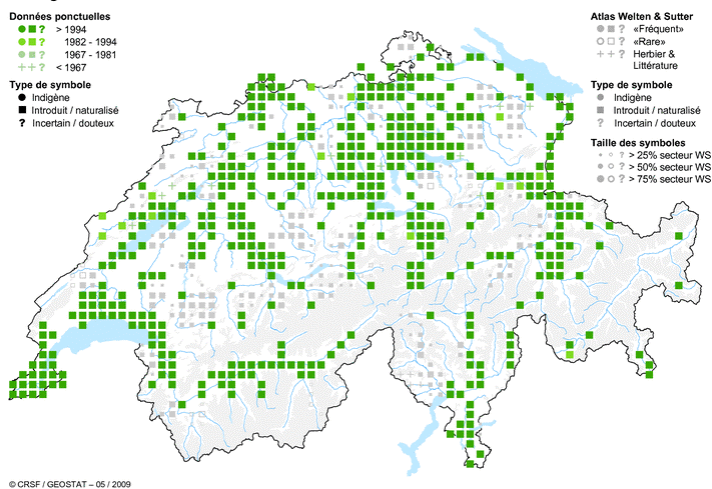 Données ponctuelles
? > 1994
? 1982 - 1994
? 1967 - 1981
++? < 1967
Type de symbole
Indigène
Introduit / naturalisé
? Incertain / douteux
Atlas Welten & Sutter
? «Fréquent»
? «Rare»
++? Herbier &
Littérature
Type de symbole
Indigène
Introduit / naturalisé
? Incertain / douteux
Taille des symboles
? > 25% secteur WS
? > 50% secteur WS
? > 75% secteur WS
© CRSF / GEOSTAT – 05 / 2009